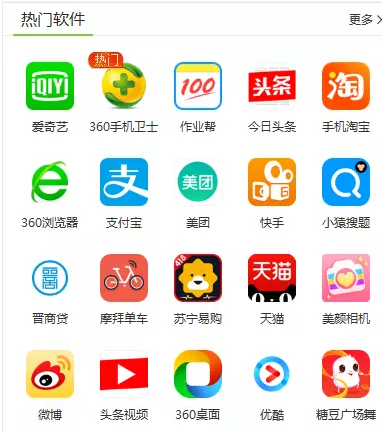 热门软件 更多
iQIYI 热门 100 头条 淘
爱奇艺 360手机卫士 作业帮 今日头条 手机淘宝
支 美团
360浏览器 支付宝 美团 快手 小猿搜题
418 天猫
晋商贷 摩拜单车 苏宁易购 天猫 美颜相机
微博 头条视频 360桌面 优酷 糖豆广场舞